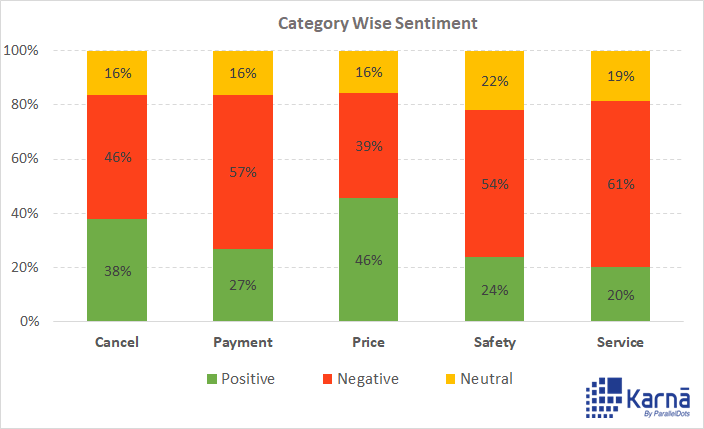 Category Wise Sentiment
100%
80%
60%
40%
20%
0%
16% 16% 16% 22% 19%
46% 57% 39% 54% 61%
38% 27% 46% 24% 20%
Cancel Payment Price Safety Service
Positive Negative Neutral
Karnā
By ParallelDots